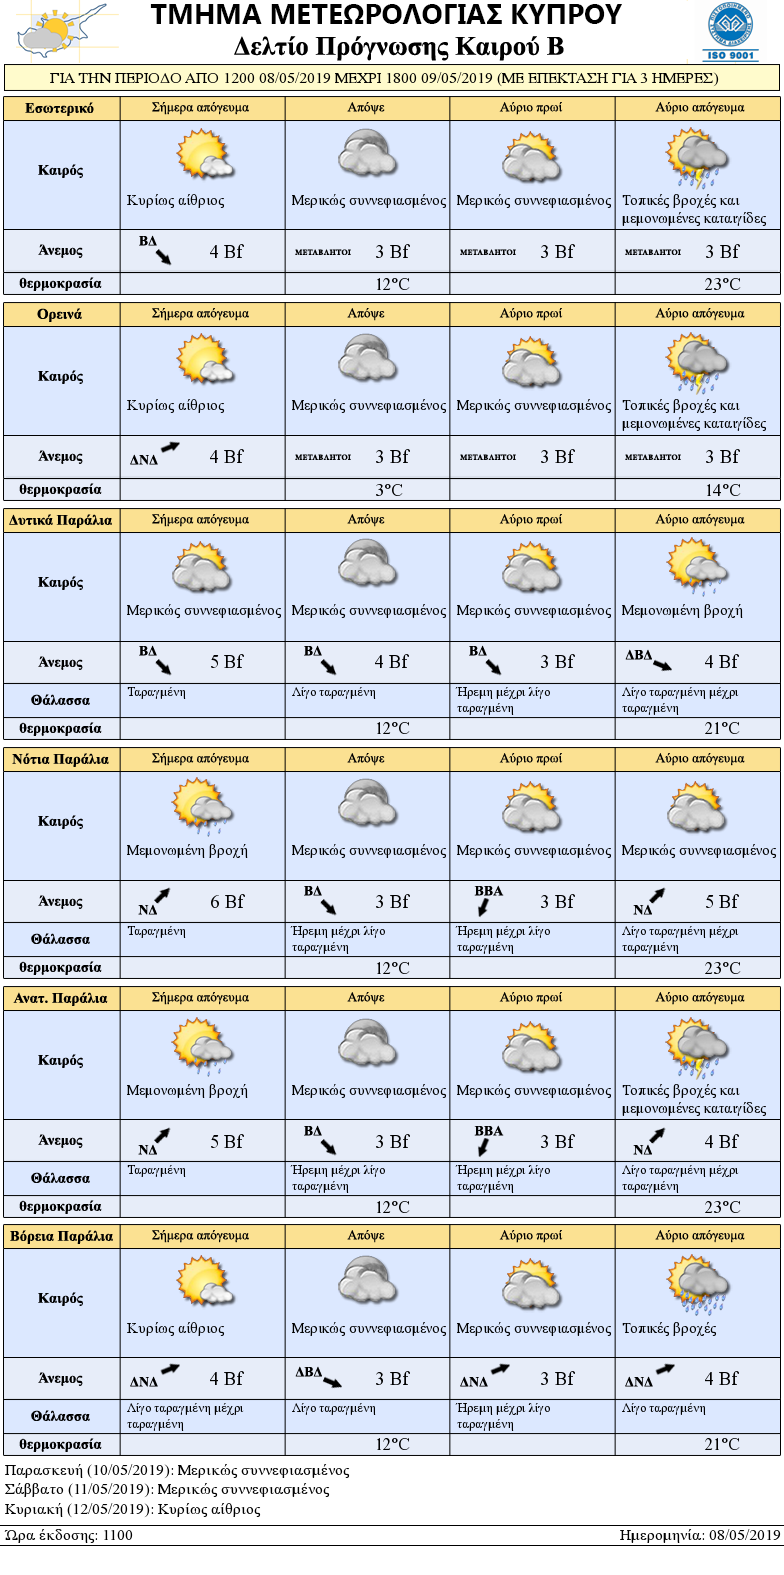 ΤΜΗΜΑ ΜΕΤΕΩΡΟΛΟΓΙΑΣ ΚΥΠΡΟΥ
Δελτίο Πρόγνωσης Καιρού Β
ISO 9001
ΓΙΑ ΤΗΝ ΠΕΡΙΟΔΟ ΑΠΟ 1200 08/05/2019 ΜΕΧΡΙ 1800 09/05/2019 (ΜΕ ΕΠΕΚΤΑΣΗ ΓΙΑ 3 ΗΜΕΡΕΣ)
Εσωτερικό Σήμερα απόγευμα Απόψε Αύριο πρωί Αύριο απόγευμα
Καιρός
Κυρίως αίθριος Μερικώς συννεφιασμένος Μερικώς συννεφιασμένος Τοπικές βροχές και
μεμονωμένες καταιγίδες
Άνεμος ΒΔ 4 Bf ΜΕΤΑΒΛΗΤΟΙ 3 Bf ΜΕΤΑΒΛΗΤΟΙ 3 Bf ΜΕΤΑΒΛΗΤΟΙ 3 Bf
θερμοκρασία 12°C 23°C
Ορεινά Σήμερα απόγευμα Απόψε Αύριο πρωί Αύριο απόγευμα
Καιρός
Κυρίως αίθριος Μερικώς συννεφιασμένος Μερικώς συννεφιασμένος Τοπικές βροχές και
μεμονωμένες καταιγίδες
Άνεμος ΔΝΔ 4 Bf ΜΕΤΑΒΛΗΤΟΙ 3 Bf ΜΕΤΑΒΛΗΤΟΙ 3 Bf ΜΕΤΑΒΛΗΤΟΙ 3 Bf
θερμοκρασία 3°C 14°C
Δυτικά Παράλια Σήμερα απόγευμα Απόψε Αύριο πρωί Αύριο απόγευμα
Καιρός
Μερικώς συννεφιασμένος Μερικώς συννεφιασμένος Μερικώς συννεφιασμένος Μεμονωμένη βροχή
Άνεμος ΒΔ 5 Bf ΒΔ 4 Bf ΒΔ 3 Bf ΔΒΔ 4 Bf
Θάλασσα Ταραγμένη Λίγο ταραγμένη Ήρεμη μέχρι λίγο Λίγο ταραγμένη μέχρι
ταραγμένη ταραγμένη
θερμοκρασία 12°C 21°C
Νότια Παράλια Σήμερα απόγευμα Απόψε Αύριο πρωί Αύριο απόγευμα
Καιρός
Μεμονωμένη βροχή Μερικώς συννεφιασμένος Μερικώς συννεφιασμένος Μερικώς συννεφιασμένος
Άνεμος ΝΔ 6 Bf ΒΔ 3 Bf ΒΒΑ 3 Bf ΝΔ 5 Bf
Θάλασσα Ταραγμένη Ήρεμη μέχρι λίγο Ήρεμη μέχρι λίγο Λίγο ταραγμένη μέχρι
ταραγμένη ταραγμένη ταραγμένη
θερμοκρασία 12°C 23°C
Ανατ. Παράλια Σήμερα απόγευμα Απόψε Αύριο πρωί Αύριο απόγευμα
Καιρός
Μεμονωμένη βροχή Μερικώς συννεφιασμένος Μερικώς συννεφιασμένος Τοπικές βροχές και
μεμονωμένες καταιγίδες
Άνεμος ΝΔ 5 Bf ΒΔ 3 Bf ΒΒΑ 3 Bf ΝΔ 4 Bf
Θάλασσα Ταραγμένη Ήρεμη μέχρι λίγο Ήρεμη μέχρι λίγο Λίγο ταραγμένη μέχρι
ταραγμένη ταραγμένη ταραγμένη
θερμοκρασία 12°C 23°C
Βόρεια Παράλια Σήμερα απόγευμα Απόψε Αύριο πρωί Αύριο απόγευμα
Καιρός
Κυρίως αίθριος Μερικώς συννεφιασμένος Μερικώς συννεφιασμένος Τοπικές βροχές
Άνεμος ΔΝΔ 4 Bf ΔΒΔ 3 Bf ΔΝΔ 3 Bf ΔΝΔ 4 Bf
Θάλασσα Λίγο ταραγμένη μέχρι Λίγο ταραγμένη Ήρεμη μέχρι λίγο Λίγο ταραγμένη
ταραγμένη ταραγμένη
θερμοκρασία 12°C 21°C
Παρασκευή (10/05/2019): Μερικώς συννεφιασμένος
Σάββατο (11/05/2019): Μερικώς συννεφιασμένος
Κυριακή (12/05/2019): Κυρίως αίθριος
Ώρα έκδοσης: 1100 Ημερομηνία: 08/05/2019